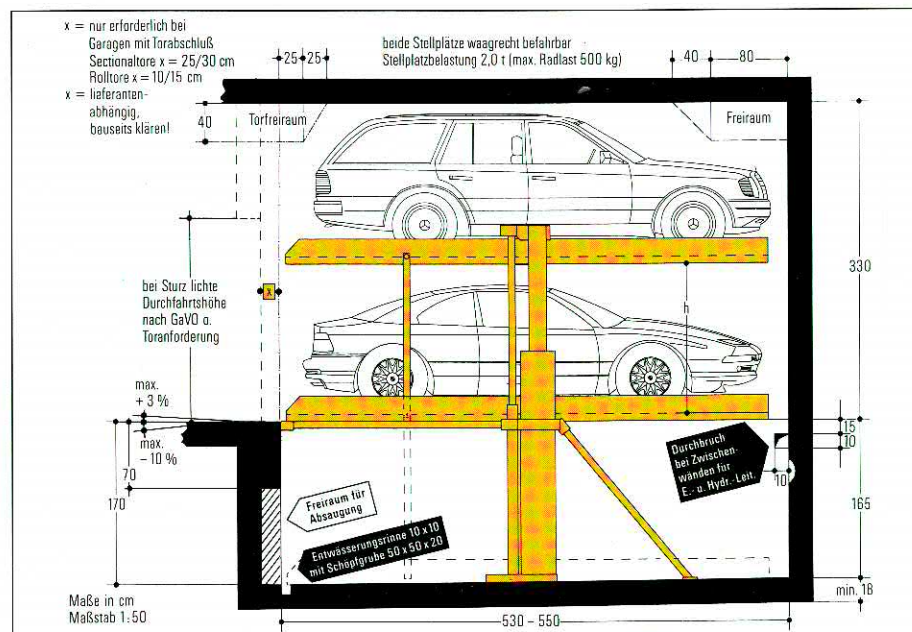 x = nur erforderlich bei
Garagen mit Torabschluß
Sectionaltore x = 25/30 cm
Rolltore x = 10/15 cm
x = lieferanten-
abhängig,
bauseits klären!
25
25
beide Stellplätze waagrecht befahrbar
Stellplatzbelastung 2,0 t (max. Radlast 500 kg)
40
80
40
Torfreiraum
Freiraum
330
x
bei Sturz lichte
Durchfahrtshöhe
nach GaVO o.
Toranforderung
h
max.
+ 3 %
max.
– 10 %
70
170
Durchbruch
bei Zwischen-
wänden für
E.- u. Hydr.-Leit.
10
15
10
165
Freiraum für
Absaugung
Entwässerungsrinne 10 x 10
mit Schöpfgrube 50 x 50 x 20
min. 18
Maße in cm
Maßstab 1:50
530 – 550